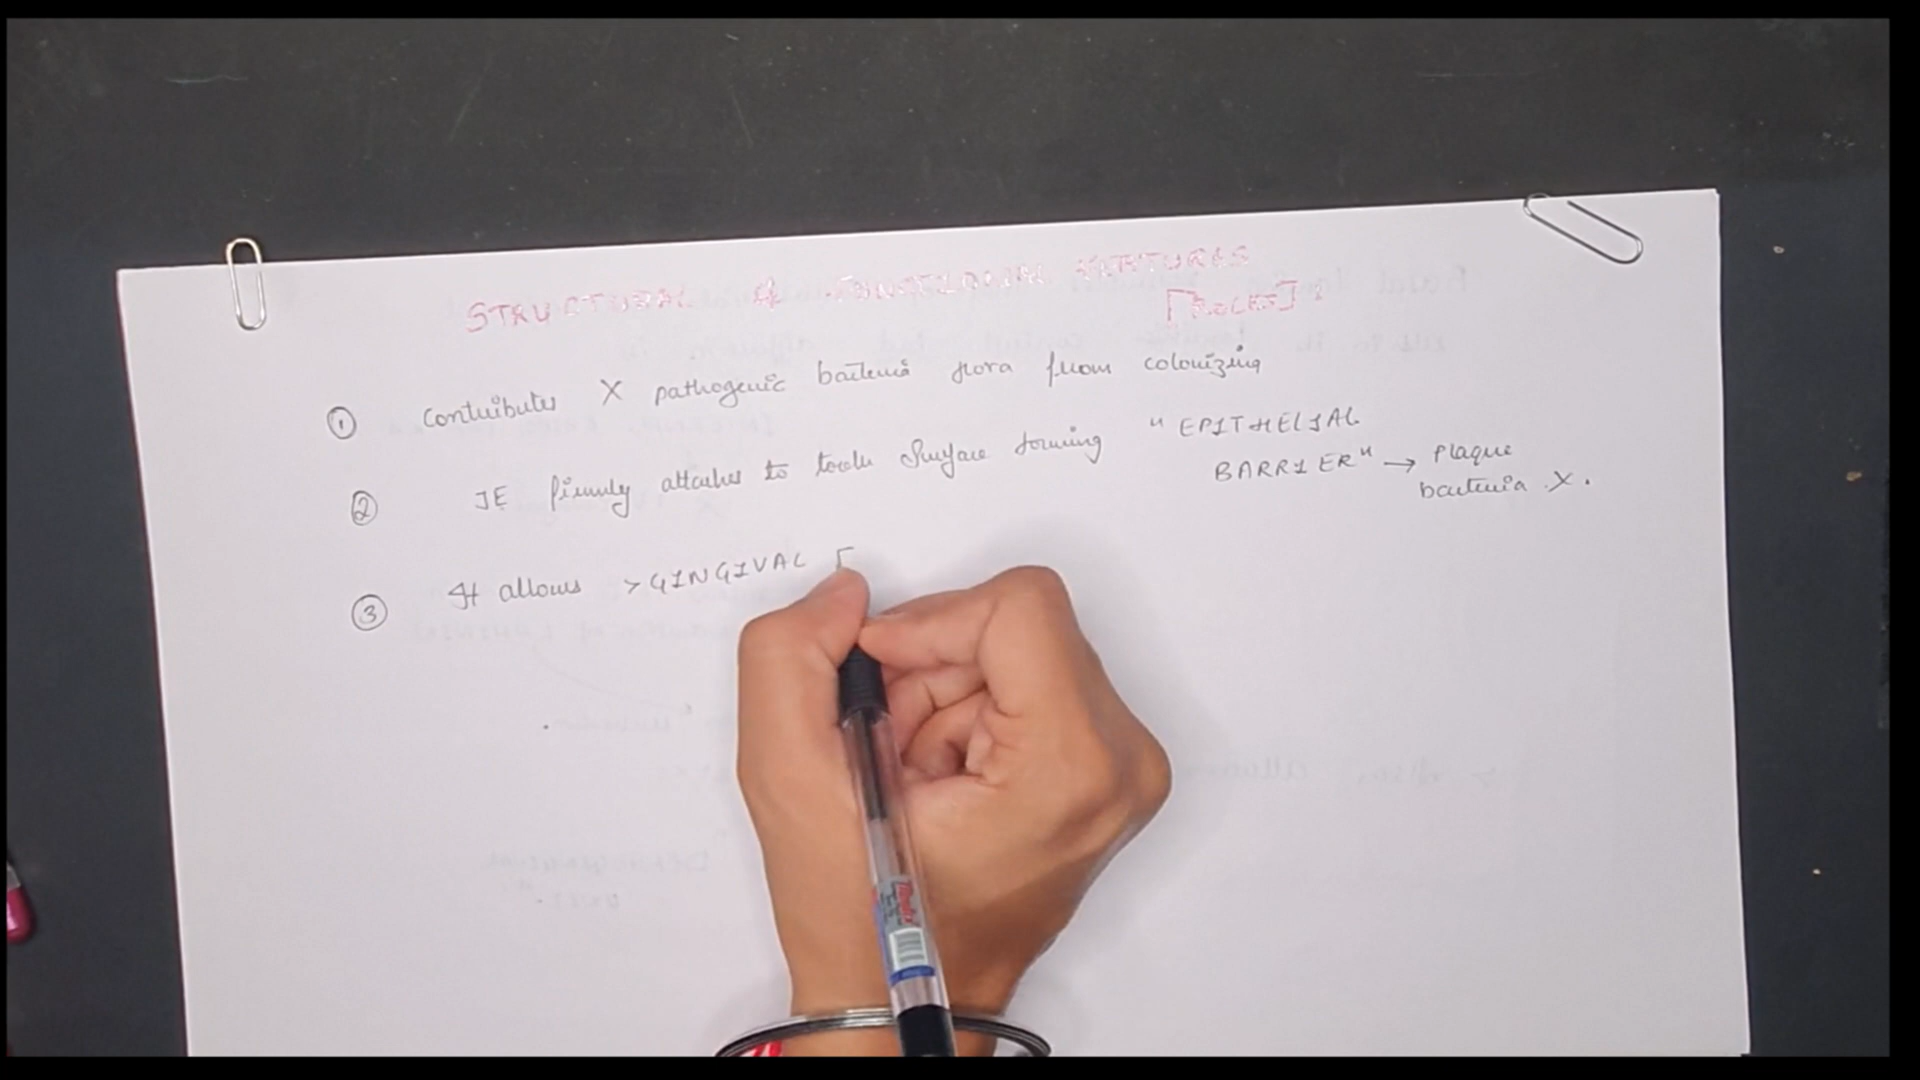 STRUCTURAL & FUNCTIONAL FEATURES
[ROLES] :
① Contributes X pathogenic bacteria flora from colonizing
② JE firmly attaches to tooth surface forming " EPITHELIAL
BARRIER" → plaque
bacteria X.
③ It allows > GINGIVAL